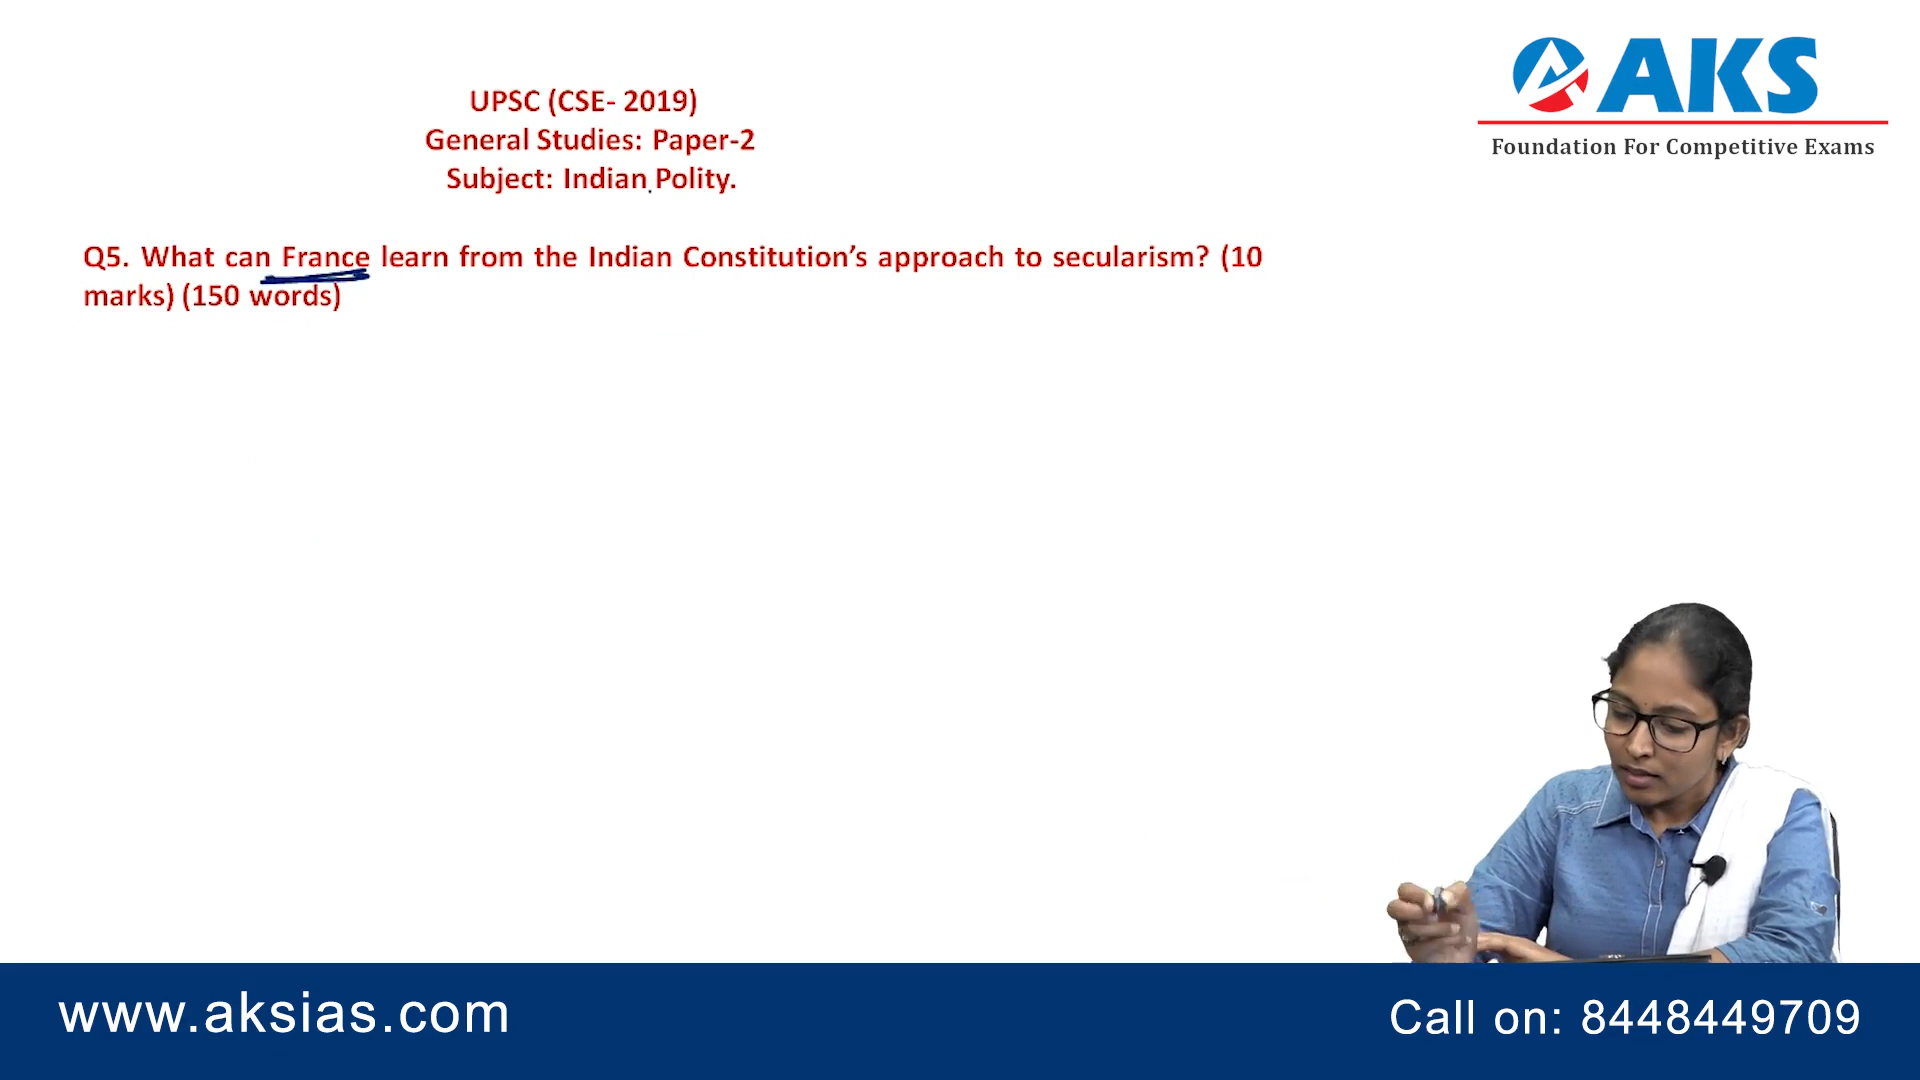 AKS
Foundation For Competitive Exams
UPSC (CSE- 2019)
General Studies: Paper-2
Subject: Indian Polity.
Q5. What can France learn from the Indian Constitution’s approach to secularism? (10
marks) (150 words)
www.aksias.com
Call on: 8448449709